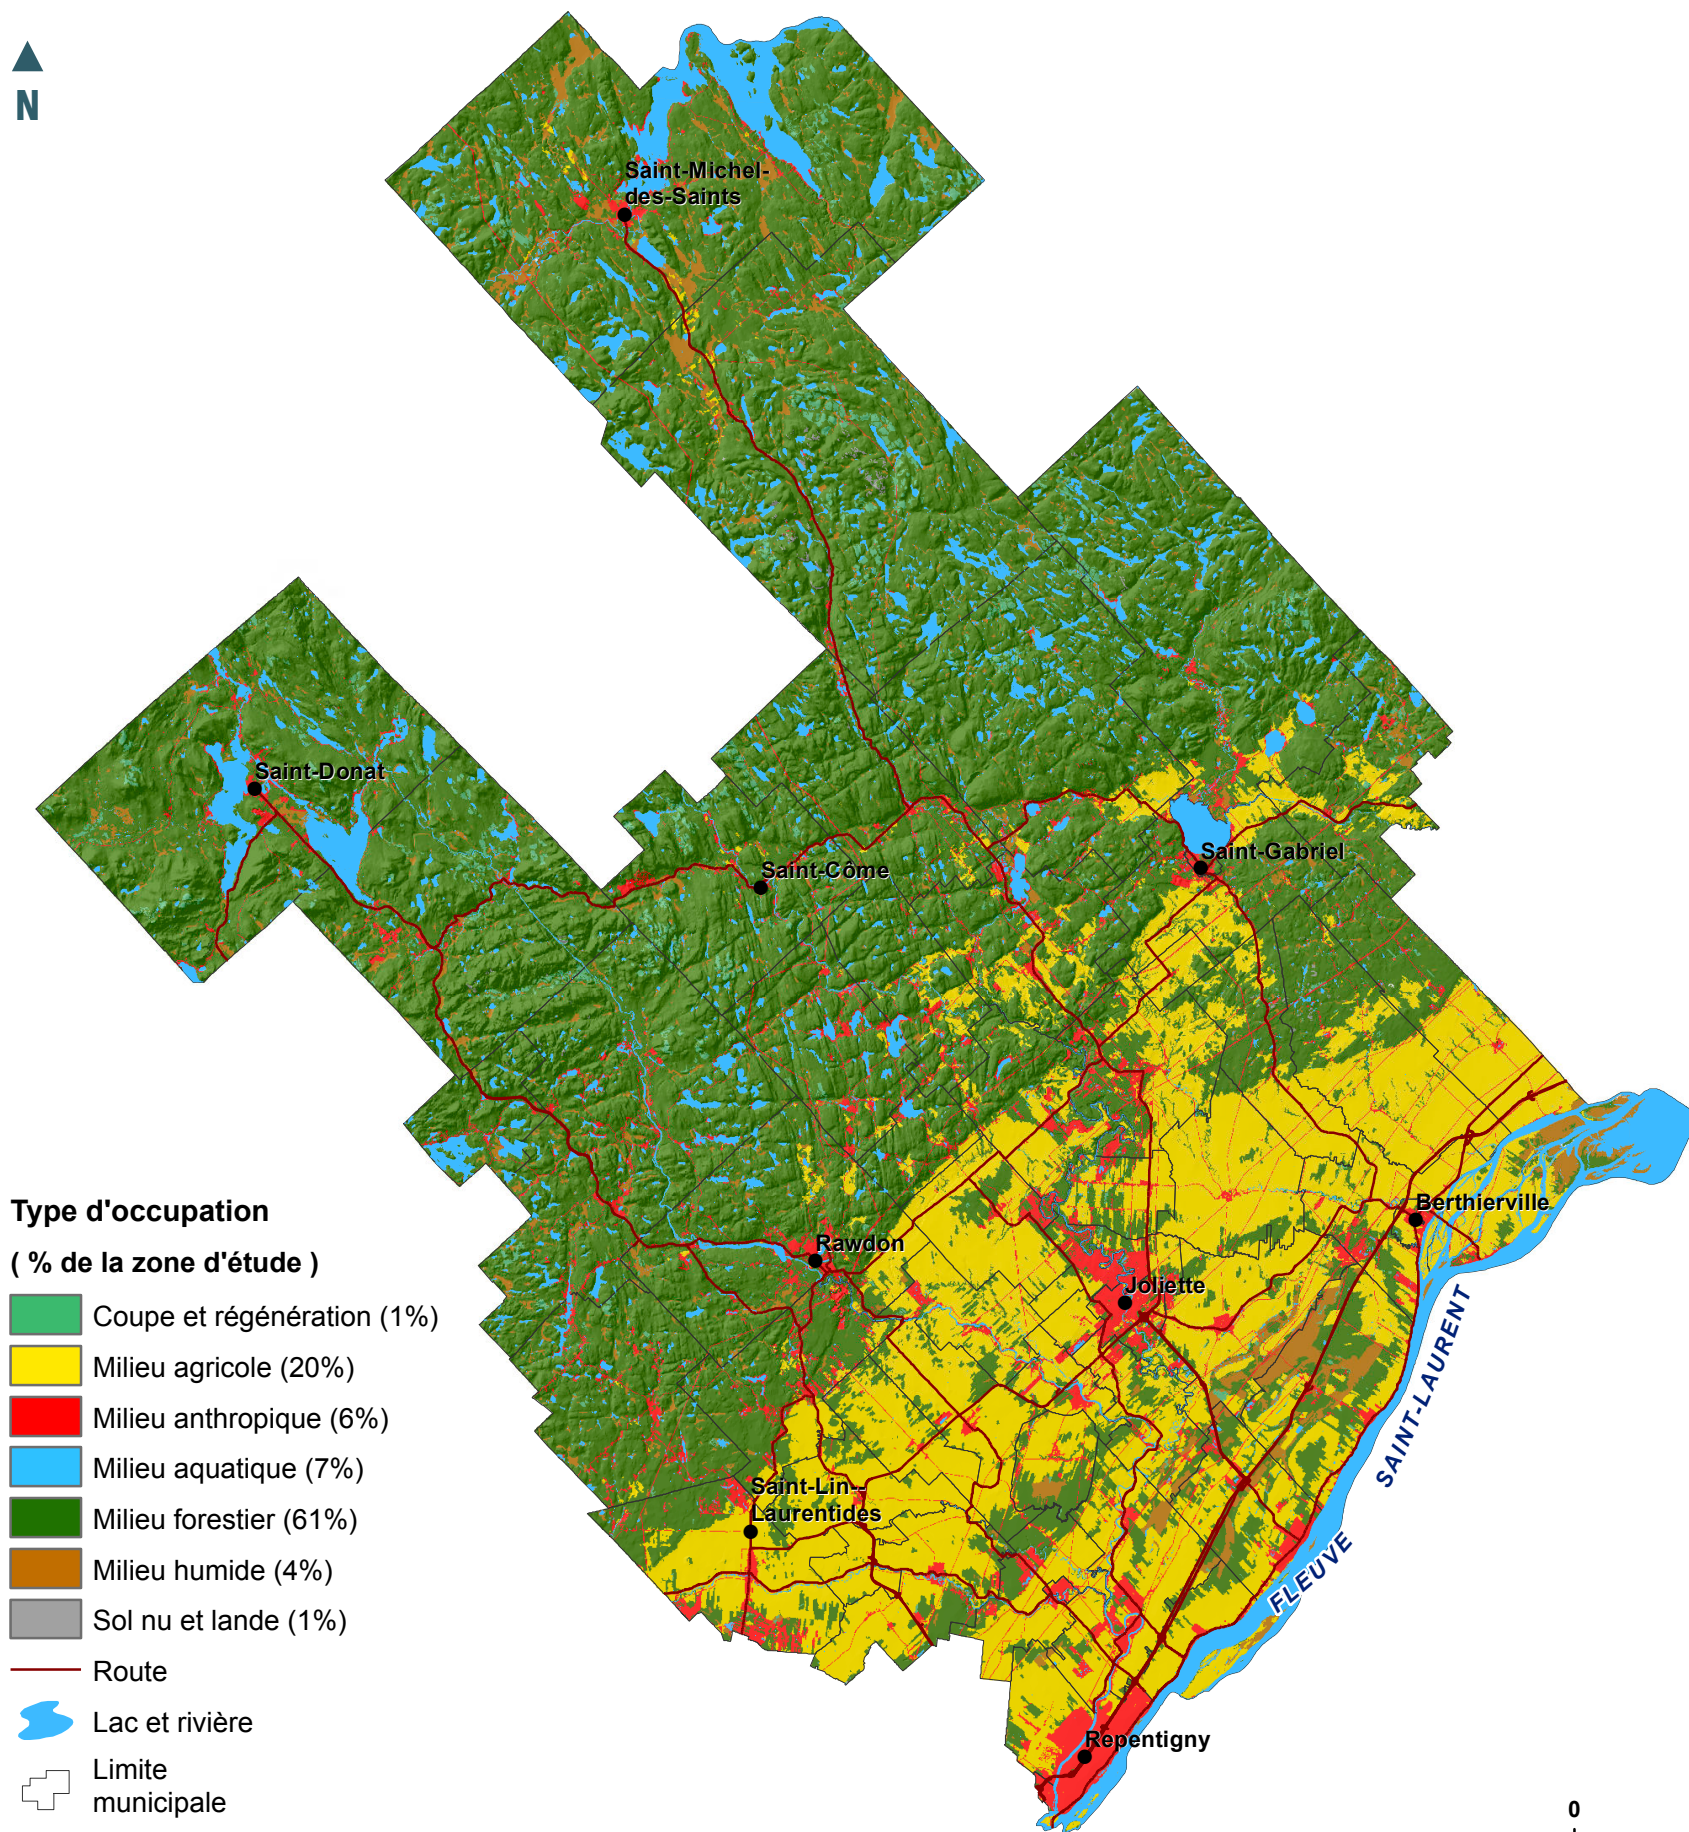 N
Saint-Michel-
des-Saints
Saint-Donat
Saint-Côme
Saint-Gabriel
Berthierville
Rawdon
Joliette
SAINT-LAURENT
Saint-Lin--
Laurentides
FLEUVE
Repentigny
Type d'occupation
( % de la zone d'étude )
Coupe et régénération (1%)
Milieu agricole (20%)
Milieu anthropique (6%)
Milieu aquatique (7%)
Milieu forestier (61%)
Milieu humide (4%)
Sol nu et lande (1%)
Route
Lac et rivière
Limite
municipale
0